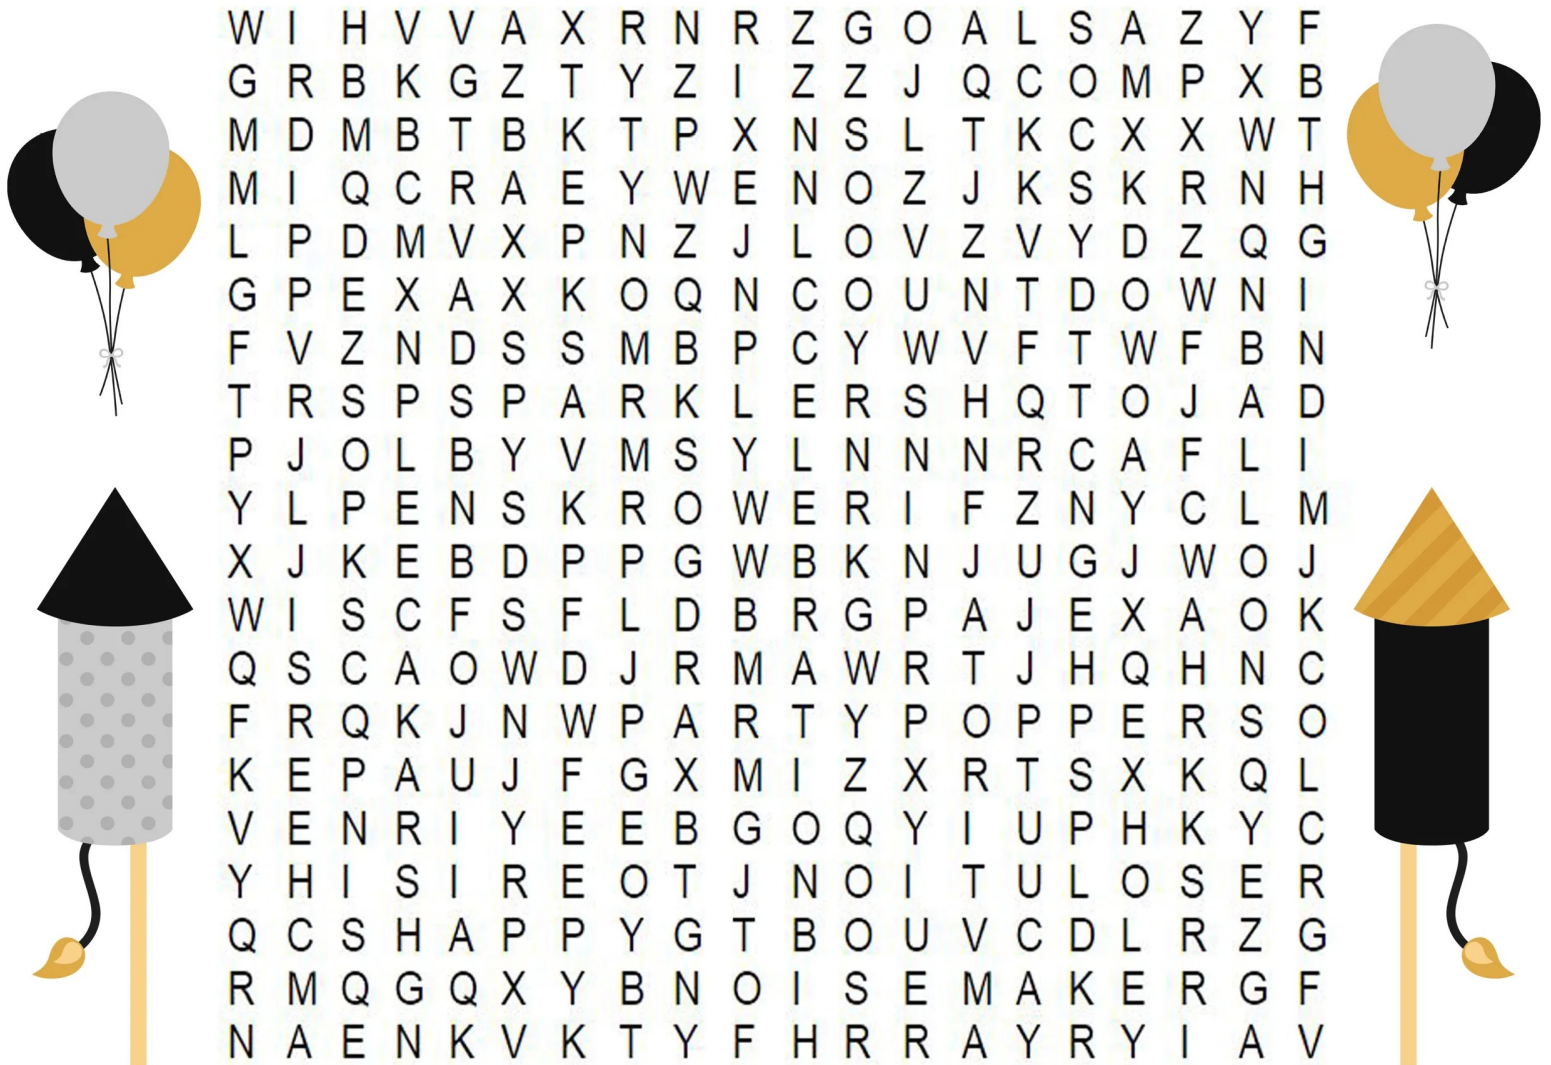 W I H V V A X R N R Z G O A L S A Z Y F
G R B K G Z T Y Z I Z Z J Q C O M P X B
M D M B T B K T P X N S L T K C X X W T
M I Q C R A E Y W E N O Z J K S K R N H
L P D M V X P N Z J L O V Z V Y D Z Q G
G P E X A X K O Q N C O U N T D O W N I
F V Z N D S S M B P C Y W V F T W F B N
T R S P S P A R K L E R S H Q T O J A D
P J O L B Y V M S Y L N N N R C A F L I
Y L P E N S K R O W E R I F Z N Y C L M
X J K E B D P P G W B K N J U G J W O J
W I S C F S F L D B R G P A J E X A O K
Q S C A O W D J R M A W R T J H Q H N C
F R Q K J N W P A R T Y P O P P E R S O
K E P A U J F G X M I Z X R T S X K Q L
V E N R I Y E E B G O Q Y I U P H K Y C
Y H I S I R E O T J N O I T U L O S E R
Q C S H A P P Y G T B O U V C D L R Z G
R M Q G Q X Y B N O I S E M A K E R G F
N A E N K V K T Y F H R R A Y R Y I A V